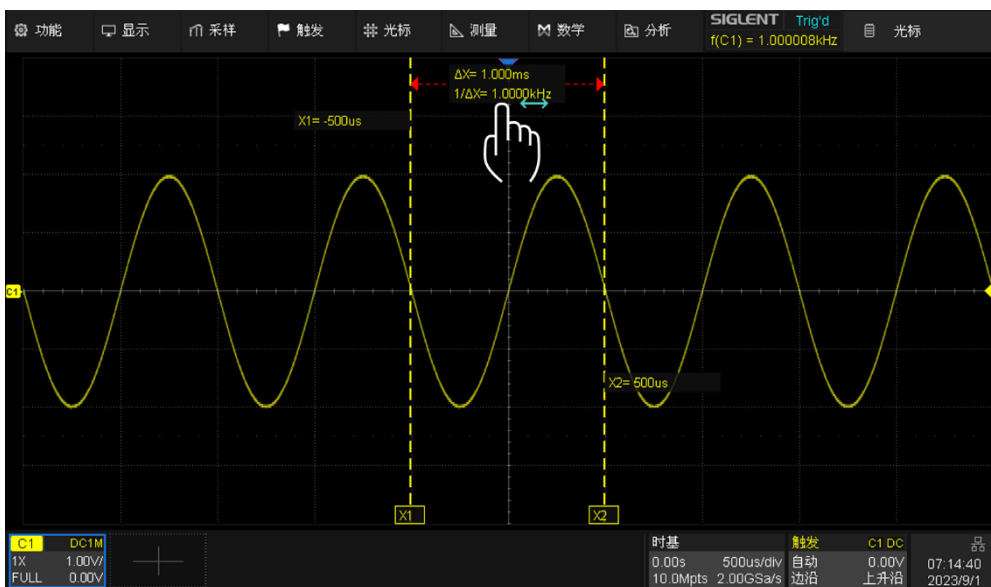 功能 显示 采样 触发 光标 测量 数学 分析 SIGLENT Trig'd 光标
f(C1) = 1.000008kHz
ΔX= 1.000ms
1/ΔX= 1.0000kHz
X1= -500us
C1
X2= 500us
X1 X2
C1 DC1M
1X 1.00V/
FULL 0.00V
时基
0.00s 500us/div
10.0Mpts 2.00GSa/s
触发 C1 DC
自动 0.00V
边沿 上升沿
07:14:40
2023/9/1